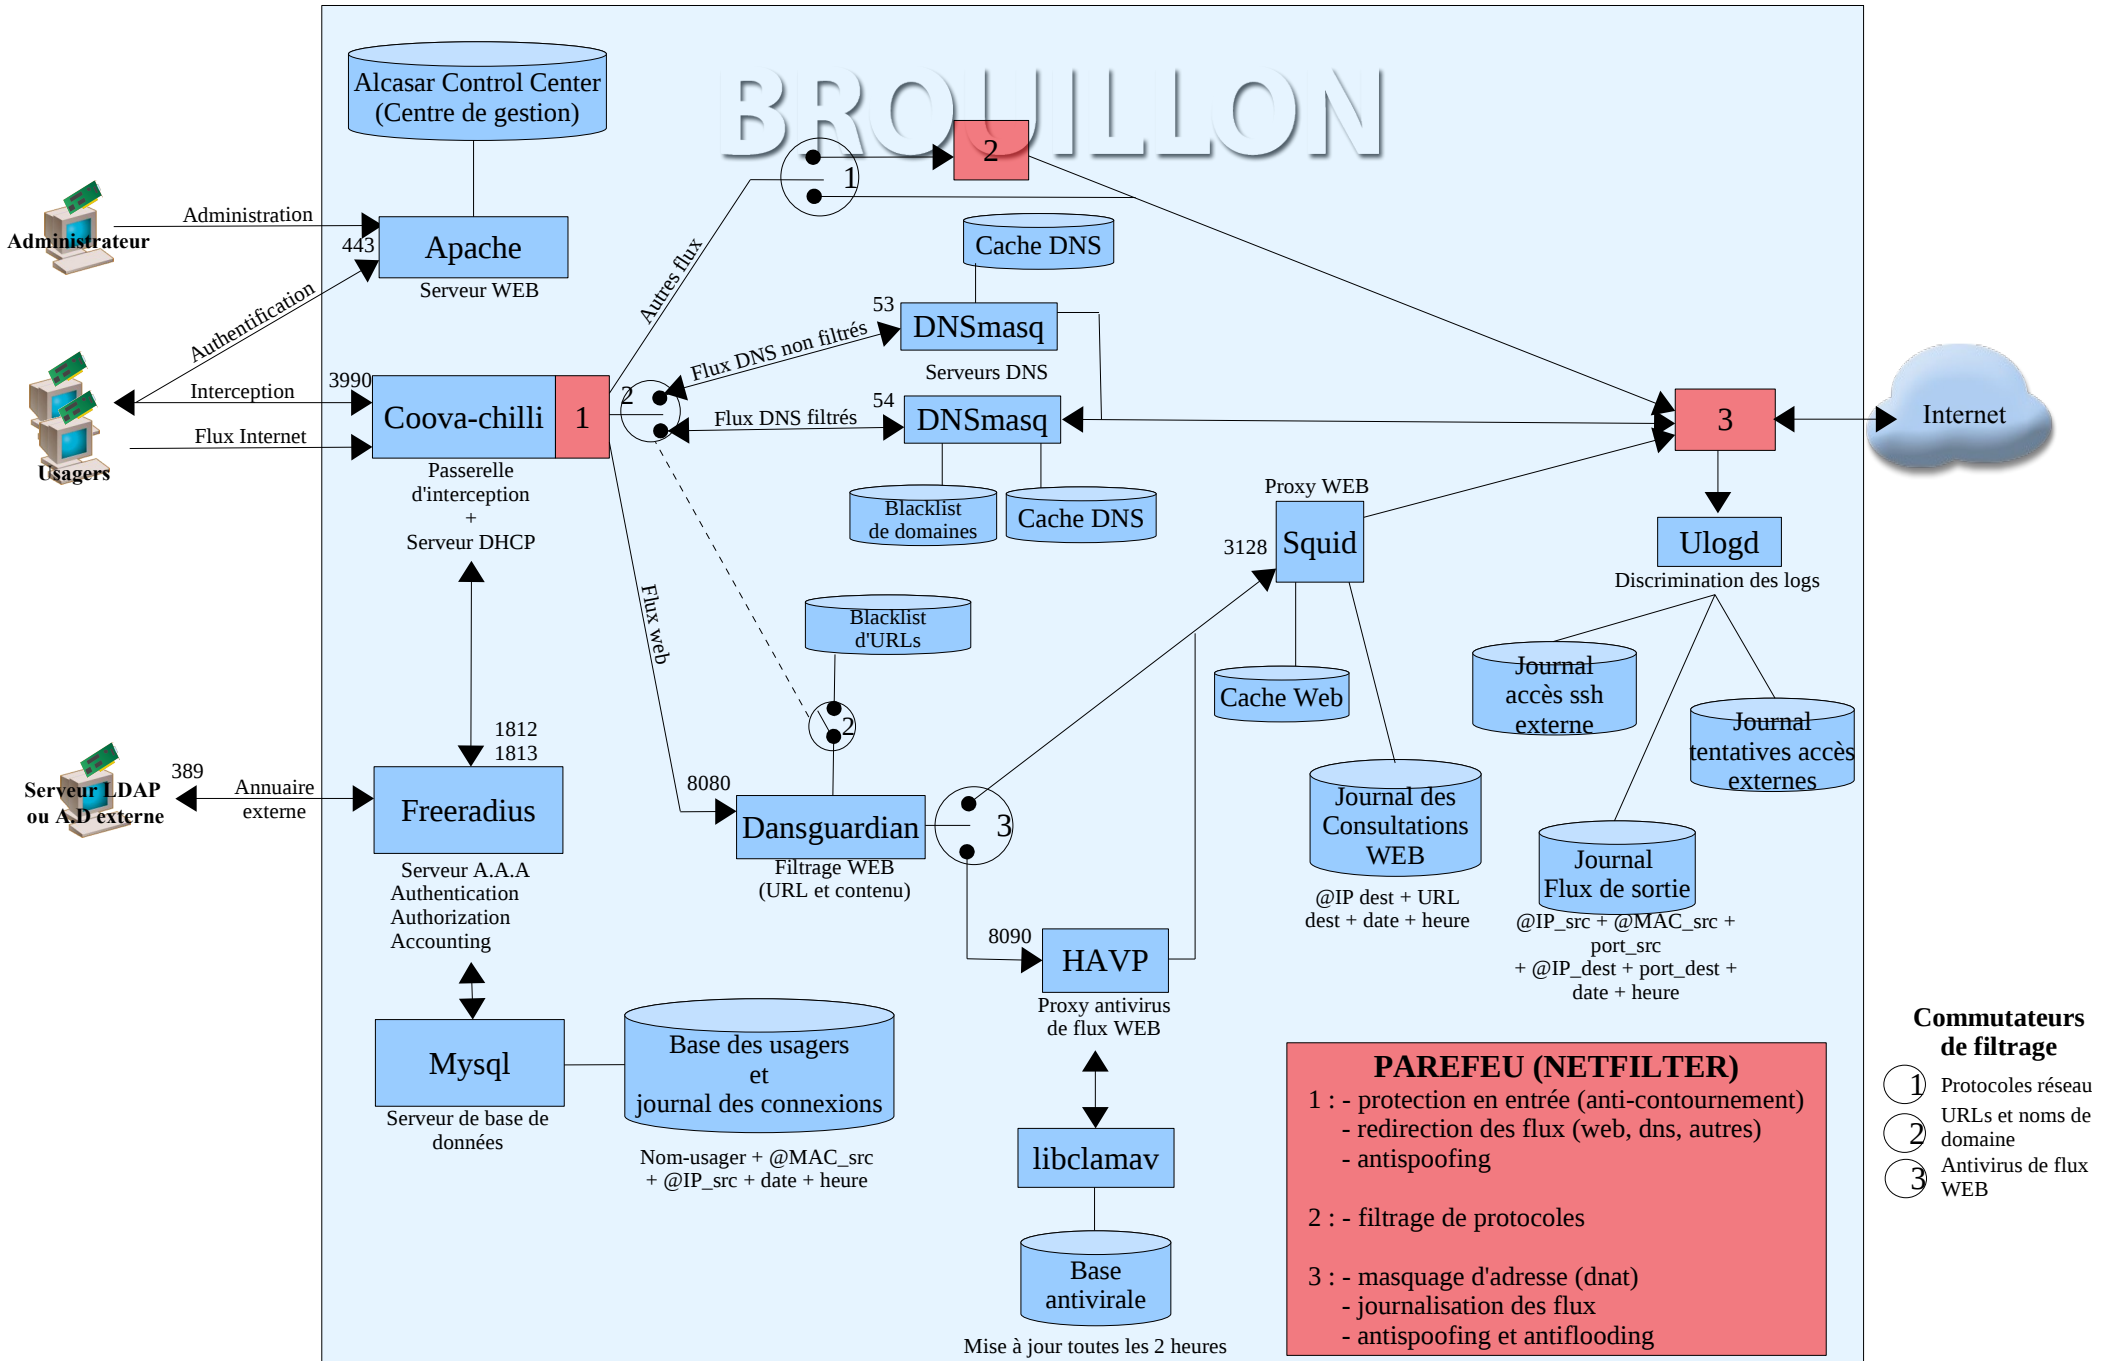 BROUILLON
Alcasar Control Center
(Centre de gestion)
2
1
Administration
Administrateur
443
Apache
Serveur WEB
Cache DNS
Autres flux
53
DNSmasq
Serveurs DNS
Flux DNS non filtrés
Authentification
Interception
3990
Coova-chilli
1
2
Flux DNS filtrés
54
DNSmasq
3
Internet
Flux Internet
Usagers
Passerelle
d'interception
+
Serveur DHCP
Blacklist
de domaines
Cache DNS
Proxy WEB
3128
Squid
Ulogd
Discrimination des logs
Flux web
Blacklist
d'URLs
Cache Web
Journal
accès ssh
externe
Journal
tentatives accès
externes
2
1812
1813
389
Serveur LDAP
ou A.D externe
Annuaire
externe
Freeradius
8080
Dansguardian
3
Filtrage WEB
(URL et contenu)
Journal des
Consultations
WEB
@IP dest + URL
dest + date + heure
Journal
Flux de sortie
@IP_src + @MAC_src +
port_src
+ @IP_dest + port_dest +
date + heure
Serveur A.A.A
Authentication
Authorization
Accounting
8090
HAVP
Proxy antivirus
de flux WEB
Mysql
Serveur de base de
données
Base des usagers
et
journal des connexions
Nom-usager + @MAC_src
+ @IP_src + date + heure
libclamav
Base
antivirale
Mise à jour toutes les 2 heures
PAREFEU (NETFILTER)
1 : - protection en entrée (anti-contournement)
- redirection des flux (web, dns, autres)
- antispoofing
2 : - filtrage de protocoles
3 : - masquage d'adresse (dnat)
- journalisation des flux
- antispoofing et antiflooding
Commutateurs
de filtrage
1 Protocoles réseau
2 URLs et noms de
domaine
3 Antivirus de flux
WEB